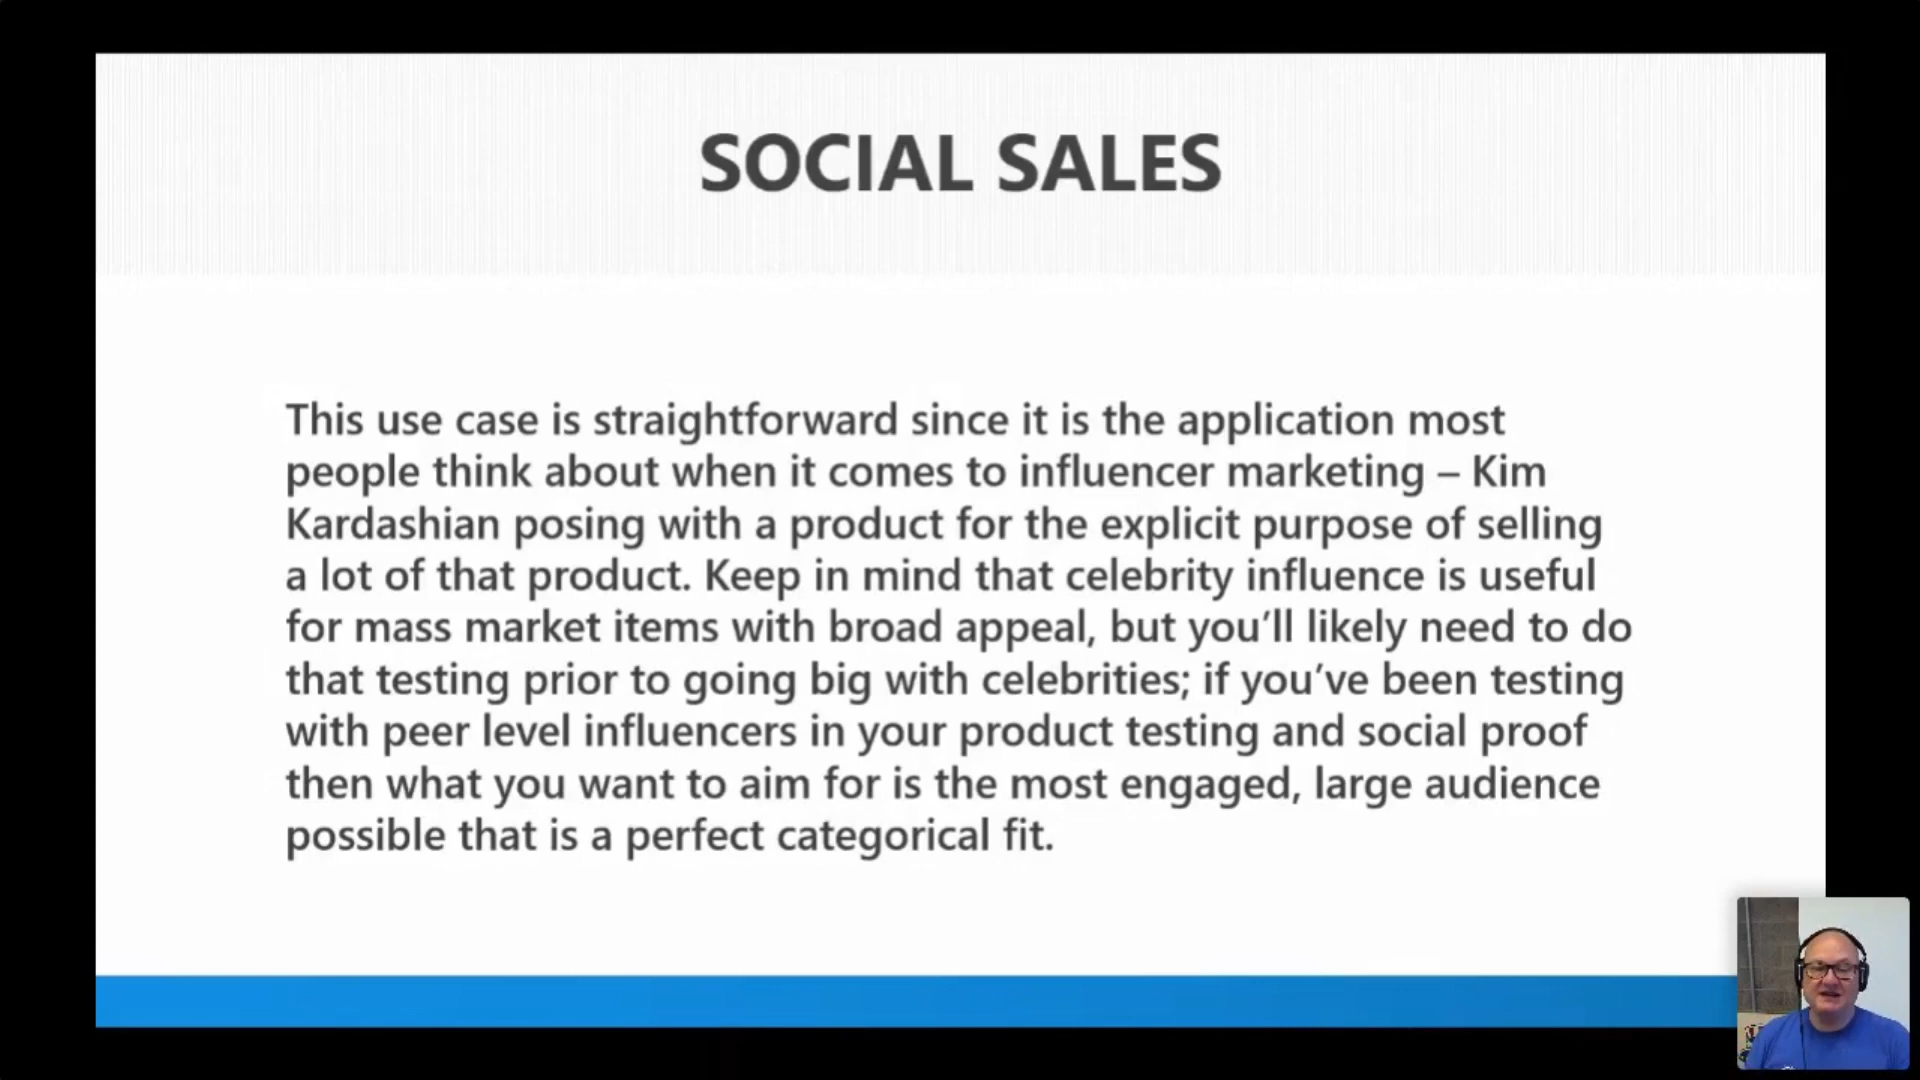 SOCIAL SALES
This use case is straightforward since it is the application most
people think about when it comes to influencer marketing – Kim
Kardashian posing with a product for the explicit purpose of selling
a lot of that product. Keep in mind that celebrity influence is useful
for mass market items with broad appeal, but you’ll likely need to do
that testing prior to going big with celebrities; if you’ve been testing
with peer level influencers in your product testing and social proof
then what you want to aim for is the most engaged, large audience
possible that is a perfect categorical fit.